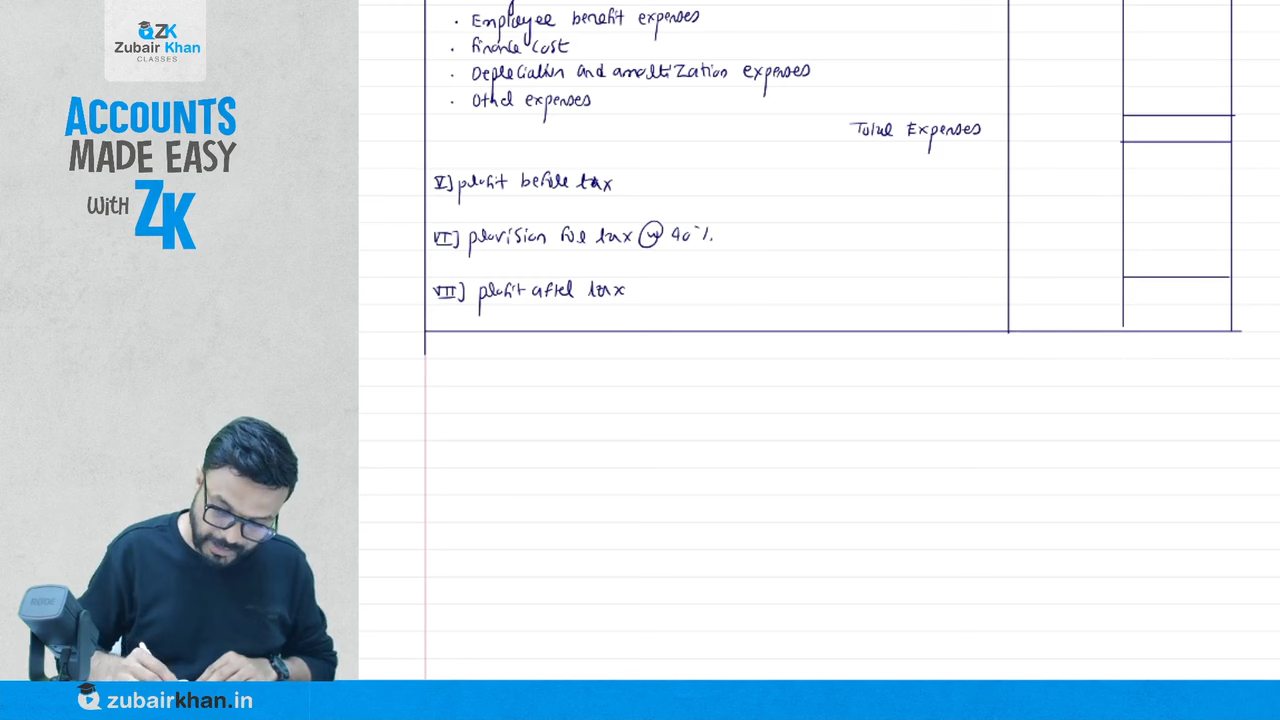 ZK
Zubair Khan
CLASSES
ACCOUNTS
MADE EASY
WITH ZK
. Employee benefit expenses
. Finance Cost
. Depreciation and amortization expenses
. Other expenses
Total Expenses
V] profit before tax
VI] provision for tax @ 40%.
VII] profit after tax
RØDE
zubairkhan.in